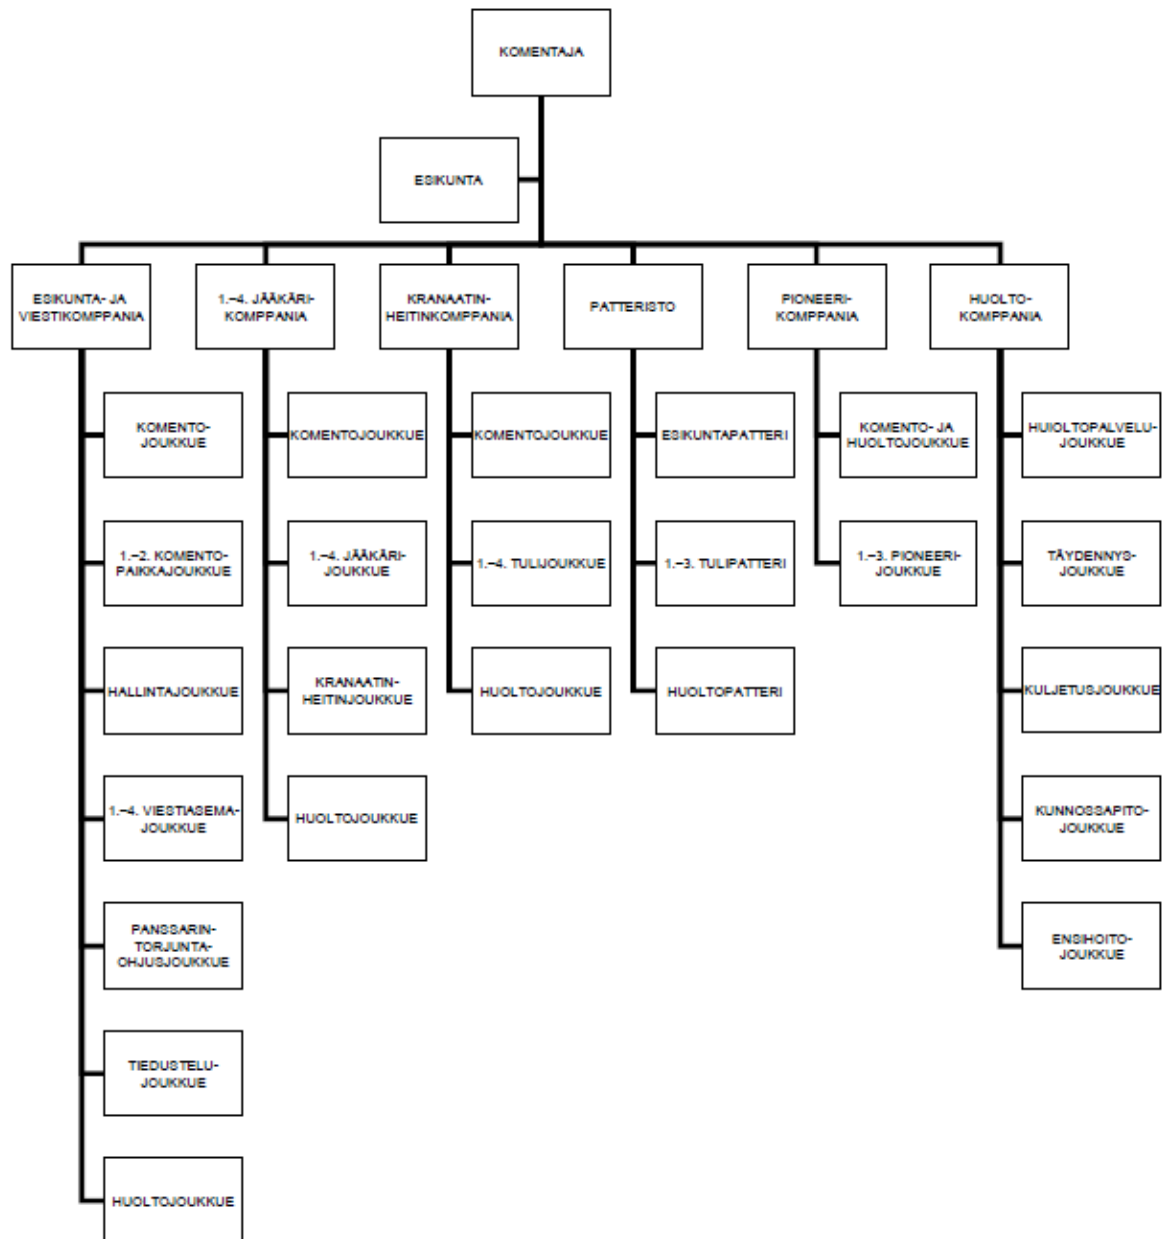 KOMENTAJA
ESIKUNTA
ESIKUNTA- JA
VIESTIKOMPPANIA
1.–4. JÄÄKÄRI-
KOMPPANIA
KRANAATIN-
HEITINKOMPPANIA
PATTERISTO
PIONEERI-
KOMPPANIA
HUOLTO-
KOMPPANIA
KOMENTO-
JOUKKUE
1.–2. KOMENTO-
PAIKKAJOUKKUE
HALLINTAJOUKKUE
1.–4. VIESTIASEMA-
JOUKKUE
PANSSARIN-
TORJUNTA-
OHJUSJOUKKUE
TIEDUSTELU-
JOUKKUE
HUOLTOJOUKKUE
KOMENTOJOUKKUE
1.–4. JÄÄKÄRI-
JOUKKUE
KRANAATIN-
HEITINJOUKKUE
HUOLTOJOUKKUE
KOMENTOJOUKKUE
1.–4. TULIJOUKKUE
HUOLTOJOUKKUE
ESIKUNTAPATTERI
1.–3. TULIPATTERI
HUOLTOPATTERI
KOMENTO- JA
HUOLTOJOUKKUE
1.–3. PIONEERI-
JOUKKUE
HUIOLTOPALVELU-
JOUKKUE
TÄYDENNYS-
JOUKKUE
KULJETUSJOUKKUE
KUNNOSSAPITO-
JOUKKUE
ENSIHOITO-
JOUKKUE